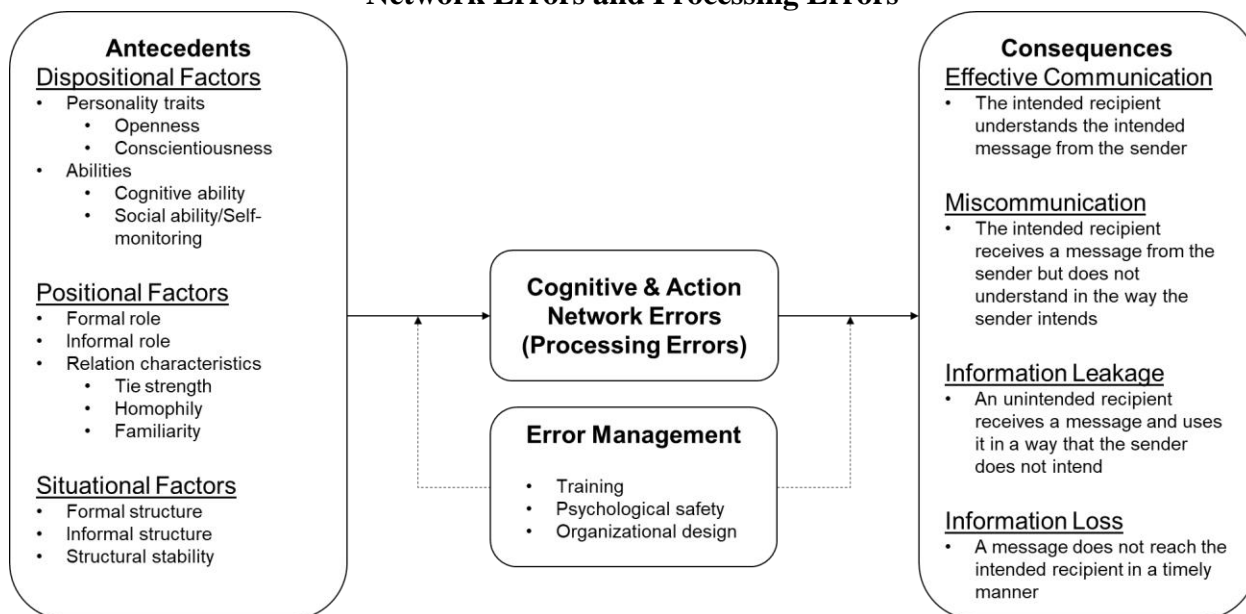 Network Errors and Processing Errors
Antecedents
Dispositional Factors
• Personality traits
• Openness
• Conscientiousness
• Abilities
• Cognitive ability
• Social ability/Self-
monitoring
Positional Factors
• Formal role
• Informal role
• Relation characteristics
• Tie strength
• Homophily
• Familiarity
Situational Factors
• Formal structure
• Informal structure
• Structural stability
Cognitive & Action
Network Errors
(Processing Errors)
Error Management
• Training
• Psychological safety
• Organizational design
Consequences
Effective Communication
• The intended recipient
understands the intended
message from the sender
Miscommunication
• The intended recipient
receives a message from the
sender but does not
understand in the way the
sender intends
Information Leakage
• An unintended recipient
receives a message and uses
it in a way that the sender
does not intend
Information Loss
• A message does not reach the
intended recipient in a timely
manner